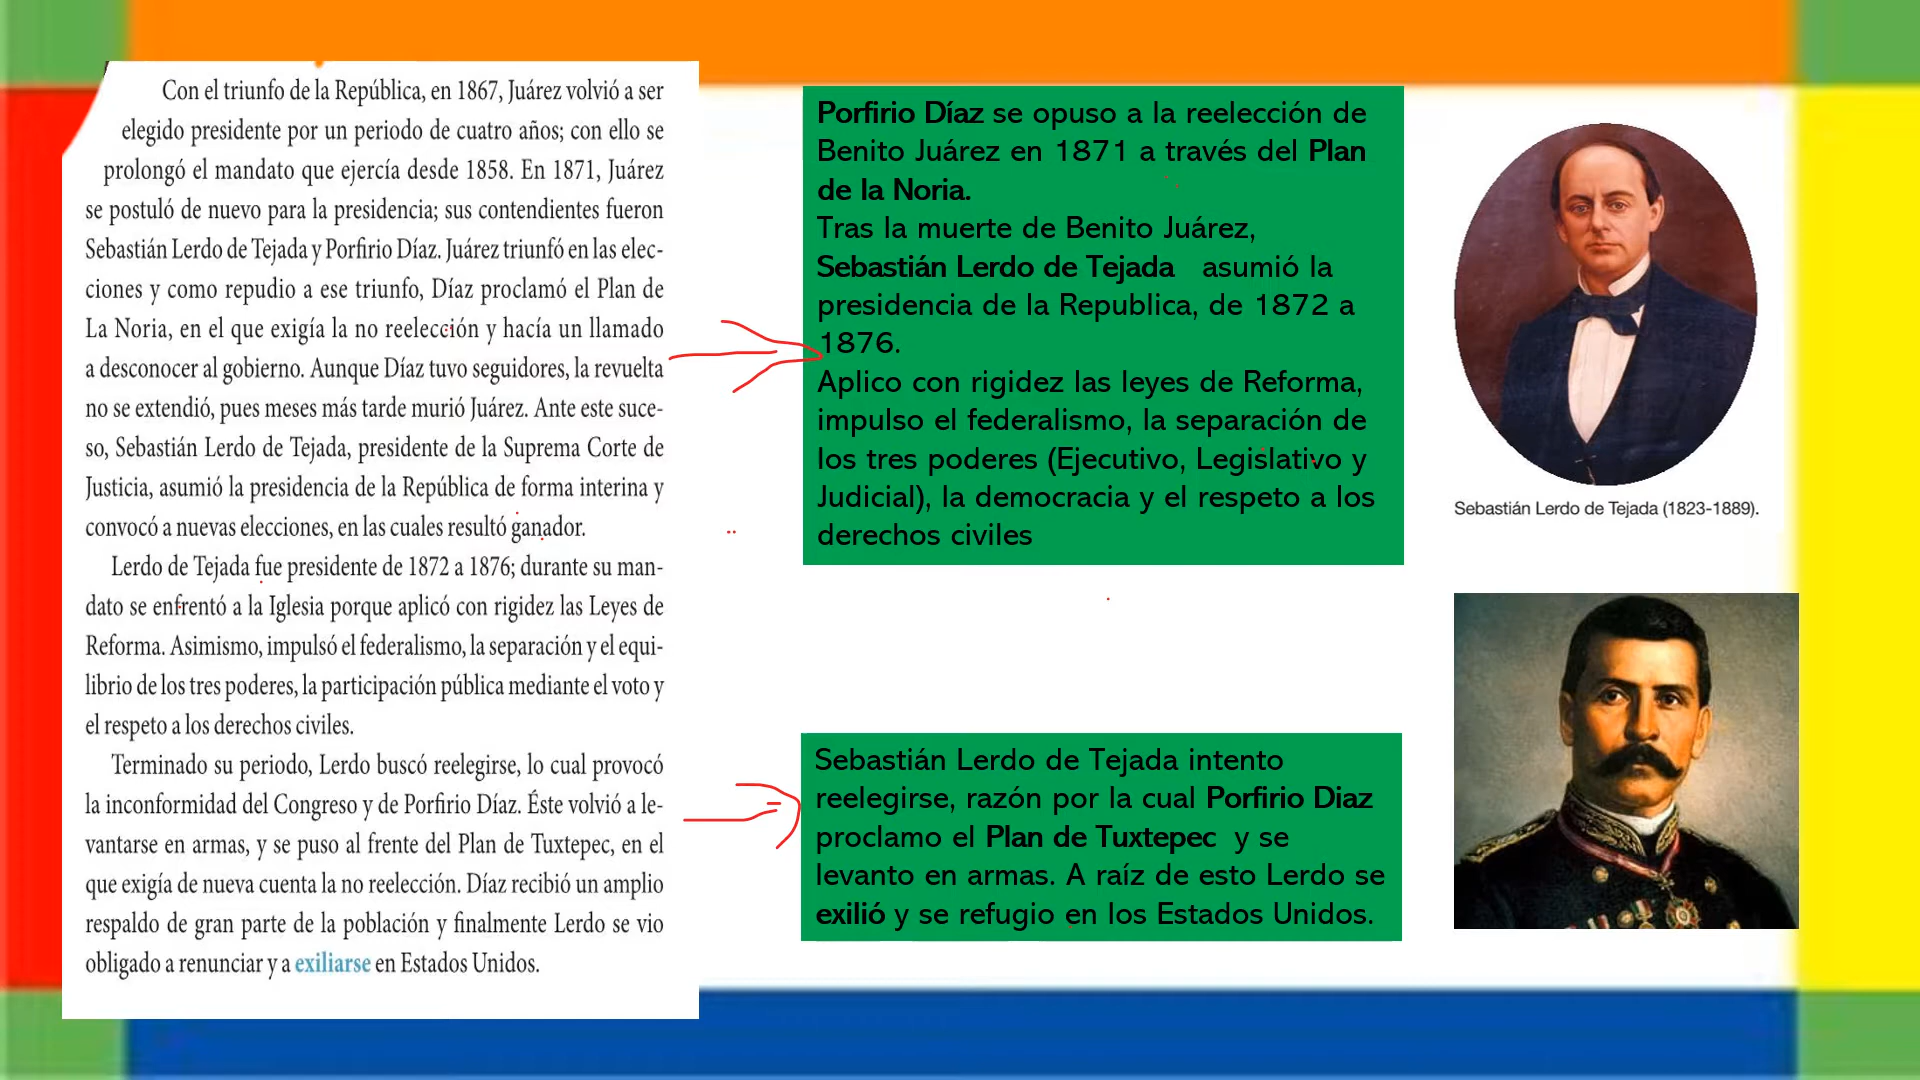 Con el triunfo de la República, en 1867, Juárez volvió a ser
elegido presidente por un periodo de cuatro años; con ello se
prolongó el mandato que ejercía desde 1858. En 1871, Juárez
se postuló de nuevo para la presidencia; sus contendientes fueron
Sebastián Lerdo de Tejada y Porfirio Díaz. Juárez triunfó en las elec-
ciones y como repudio a ese triunfo, Díaz proclamó el Plan de
La Noria, en el que exigía la no reelección y hacía un llamado
a desconocer al gobierno. Aunque Díaz tuvo seguidores, la revuelta
no se extendió, pues meses más tarde murió Juárez. Ante este suce-
so, Sebastián Lerdo de Tejada, presidente de la Suprema Corte de
Justicia, asumió la presidencia de la República de forma interina y
convocó a nuevas elecciones, en las cuales resultó ganador.
Lerdo de Tejada fue presidente de 1872 a 1876; durante su man-
dato se enfrentó a la Iglesia porque aplicó con rigidez las Leyes de
Reforma. Asimismo, impulsó el federalismo, la separación y el equi-
librio de los tres poderes, la participación pública mediante el voto y
el respeto a los derechos civiles.
Terminado su periodo, Lerdo buscó reelegirse, lo cual provocó
la inconformidad del Congreso y de Porfirio Díaz. Éste volvió a le-
vantarse en armas, y se puso al frente del Plan de Tuxtepec, en el
que exigía de nueva cuenta la no reelección. Díaz recibió un amplio
respaldo de gran parte de la población y finalmente Lerdo se vio
obligado a renunciar y a exiliarse en Estados Unidos.
Porfirio Díaz se opuso a la reelección de
Benito Juárez en 1871 a través del Plan
de la Noria.
Tras la muerte de Benito Juárez,
Sebastián Lerdo de Tejada asumió la
presidencia de la Republica, de 1872 a
1876.
Aplico con rigidez las leyes de Reforma,
impulso el federalismo, la separación de
los tres poderes (Ejecutivo, Legislativo y
Judicial), la democracia y el respeto a los
derechos civiles
Sebastián Lerdo de Tejada (1823-1889).
Sebastián Lerdo de Tejada intento
reelegirse, razón por la cual Porfirio Diaz
proclamo el Plan de Tuxtepec y se
levanto en armas. A raíz de esto Lerdo se
exilió y se refugio en los Estados Unidos.